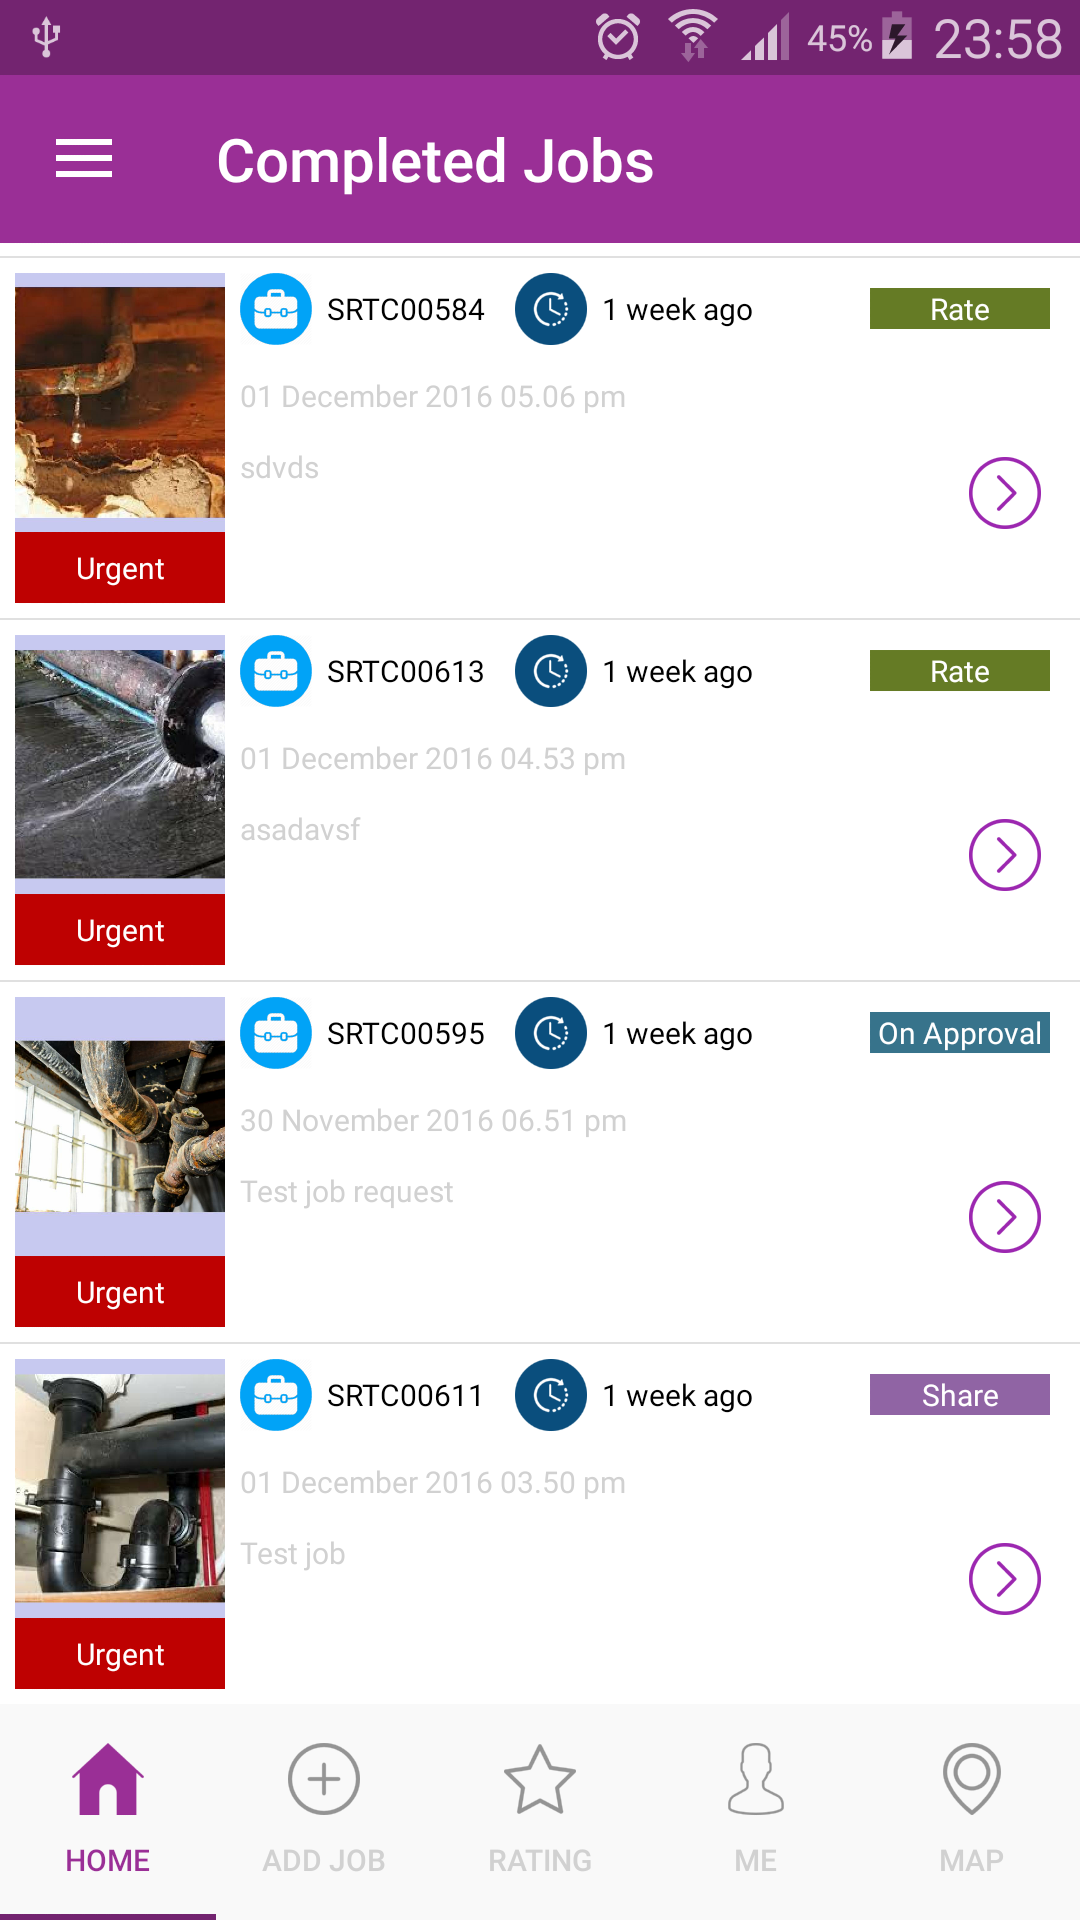 45% 23:58
Completed Jobs
SRTC00584 1 week ago Rate
01 December 2016 05.06 pm
sdvds
Urgent
SRTC00613 1 week ago Rate
01 December 2016 04.53 pm
asadavsf
Urgent
SRTC00595 1 week ago On Approval
30 November 2016 06.51 pm
Test job request
Urgent
SRTC00611 1 week ago Share
01 December 2016 03.50 pm
Test job
Urgent
HOME ADD JOB RATING ME MAP